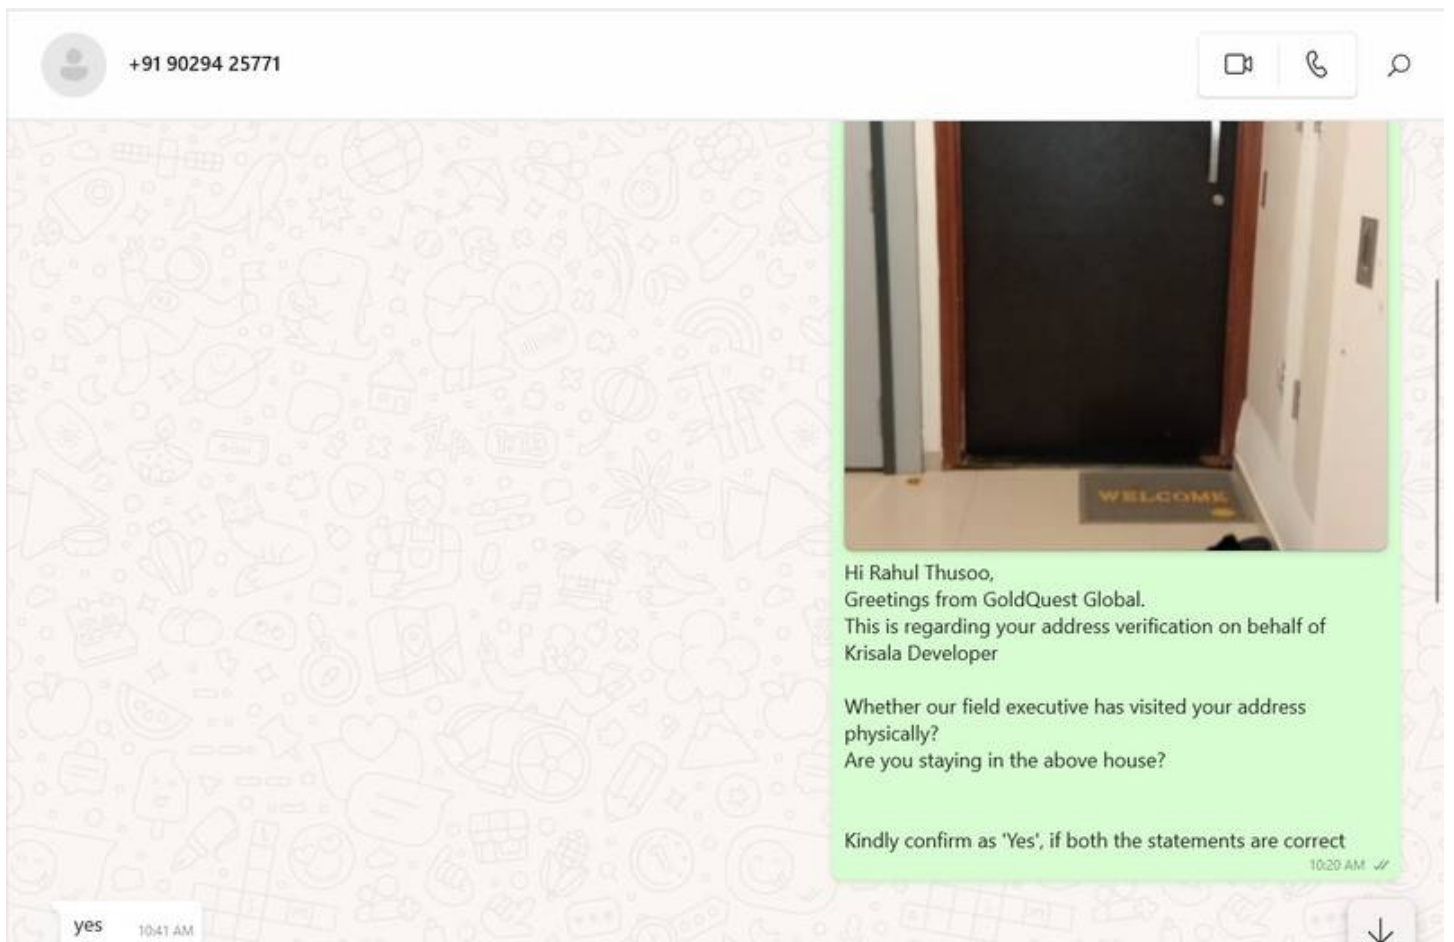 +91 90294 25771
WELCOME
Hi Rahul Thusoo,
Greetings from GoldQuest Global.
This is regarding your address verification on behalf of
Krisala Developer
Whether our field executive has visited your address
physically?
Are you staying in the above house?
Kindly confirm as 'Yes', if both the statements are correct
10:20 AM
yes
10:41 AM